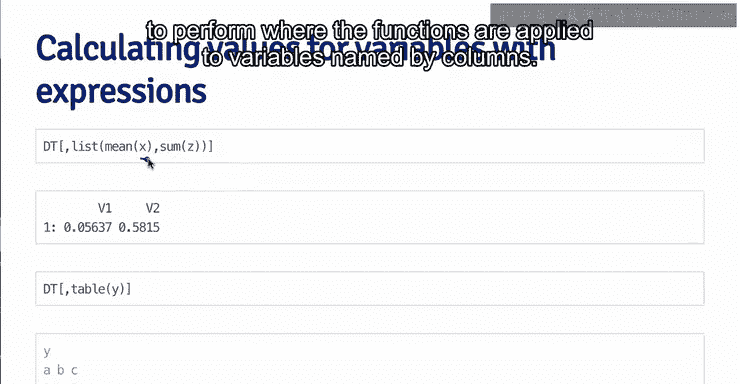 to perform where the functions are applied
to variables named by columns.
Calculating values for variables with
expressions
DT[,list(mean(x),sum(z))]
V1 V2
1: 0.05637 0.5815
DT[,table(y)]
y
a b c